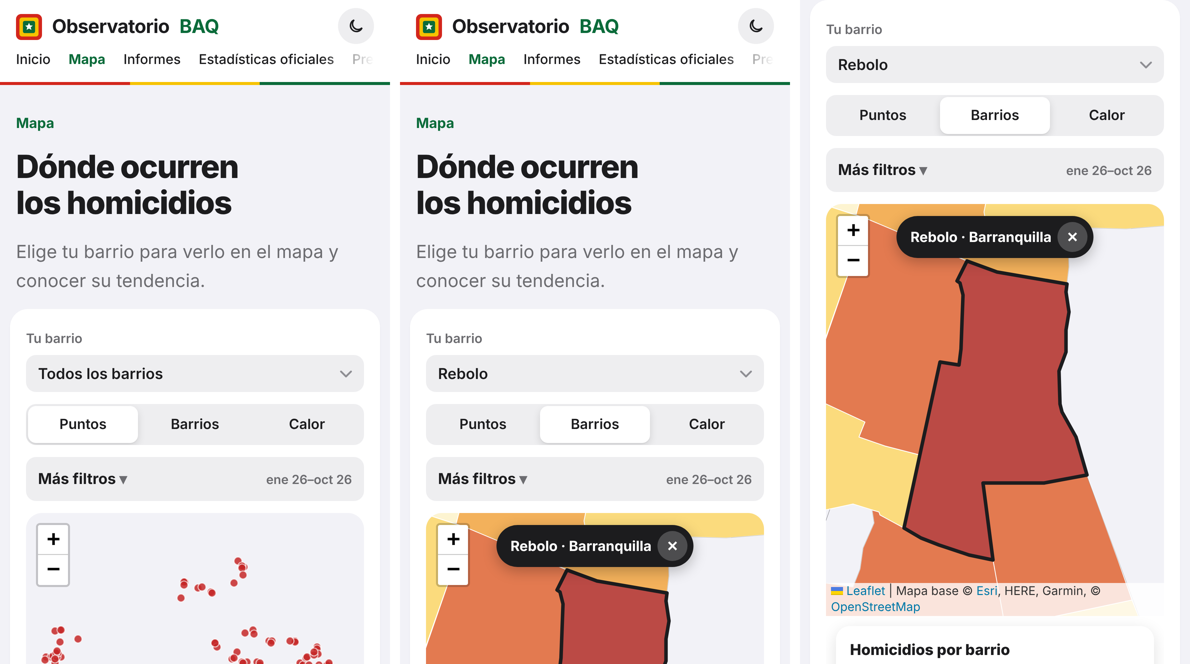 Observatorio BAQ
Inicio Mapa Informes Estadísticas oficiales Pre
Mapa
Dónde ocurren
los homicidios
Elige tu barrio para verlo en el mapa y
conocer su tendencia.
Tu barrio
Todos los barrios
Puntos Barrios Calor
Más filtros ▾ ene 26–oct 26
+
−
Observatorio BAQ
Inicio Mapa Informes Estadísticas oficiales Pre
Mapa
Dónde ocurren
los homicidios
Elige tu barrio para verlo en el mapa y
conocer su tendencia.
Tu barrio
Rebolo
Puntos Barrios Calor
Más filtros ▾ ene 26–oct 26
+
−
Rebolo · Barranquilla ×
Tu barrio
Rebolo
Puntos Barrios Calor
Más filtros ▾ ene 26–oct 26
+
−
Rebolo · Barranquilla ×
Leaflet | Mapa base © Esri, HERE, Garmin, ©
OpenStreetMap
Homicidios por barrio